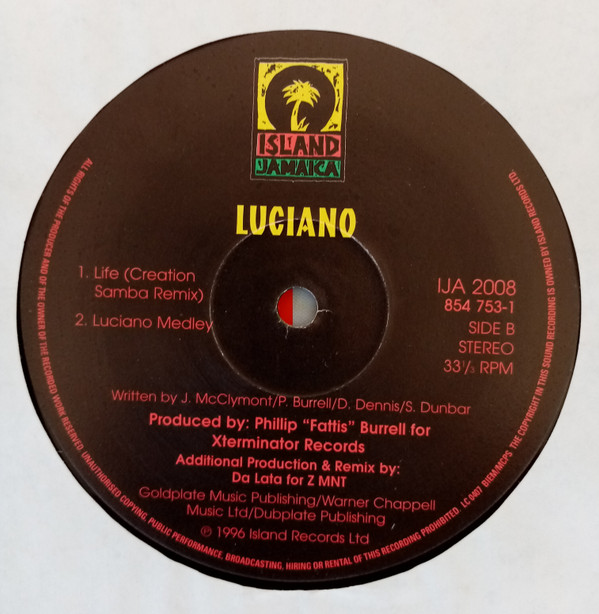 ISLAND
JAMAICA
LUCIANO
1. Life (Creation
Samba Remix)
2. Luciano Medley
IJA 2008
854 753-1
SIDE B
STEREO
33⅓ RPM
Written by J. McClymont/P. Burrell/D. Dennis/S. Dunbar
Produced by: Phillip "Fattis" Burrell for
Xterminator Records
Additional Production & Remix by:
Da Lata for Z MNT
Goldplate Music Publishing/Warner Chappell
Music Ltd/Dubplate Publishing
℗ 1996 Island Records Ltd
ALL RIGHTS OF THE PRODUCER AND OF THE OWNER OF THE RECORDED WORK RESERVED. UNAUTHORISED COPYING, PUBLIC PERFORMANCE, BROADCASTING, HIRING OR RENTAL OF THIS RECORDING PROHIBITED. LC 0407 BIEM/MCPS THE COPYRIGHT IN THIS SOUND RECORDING IS OWNED BY ISLAND RECORDS LTD.